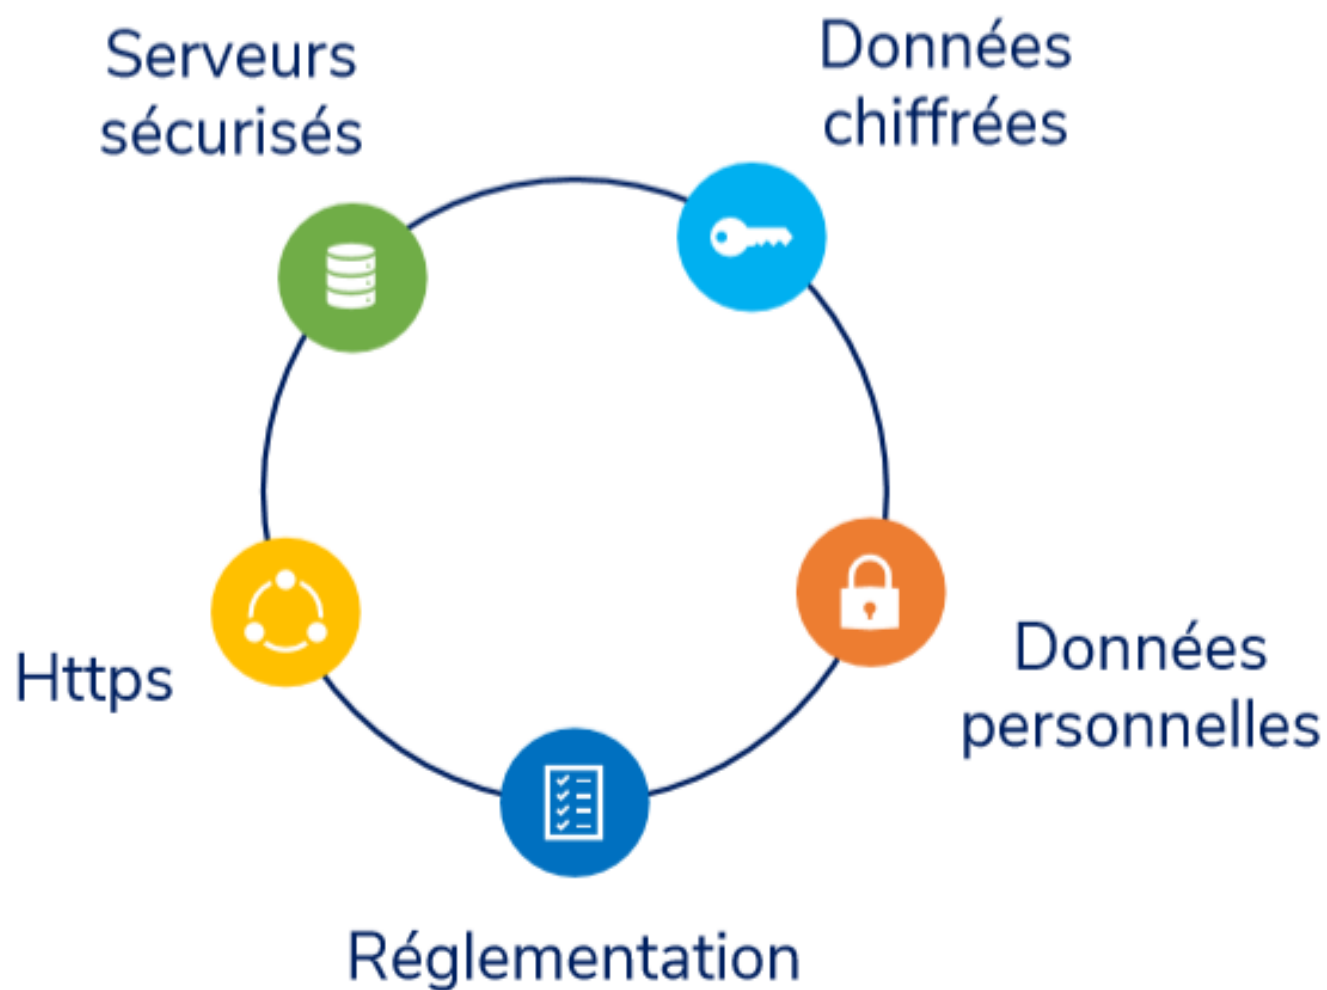 Serveurs
sécurisés
Données
chiffrées
Https
Données
personnelles
Réglementation